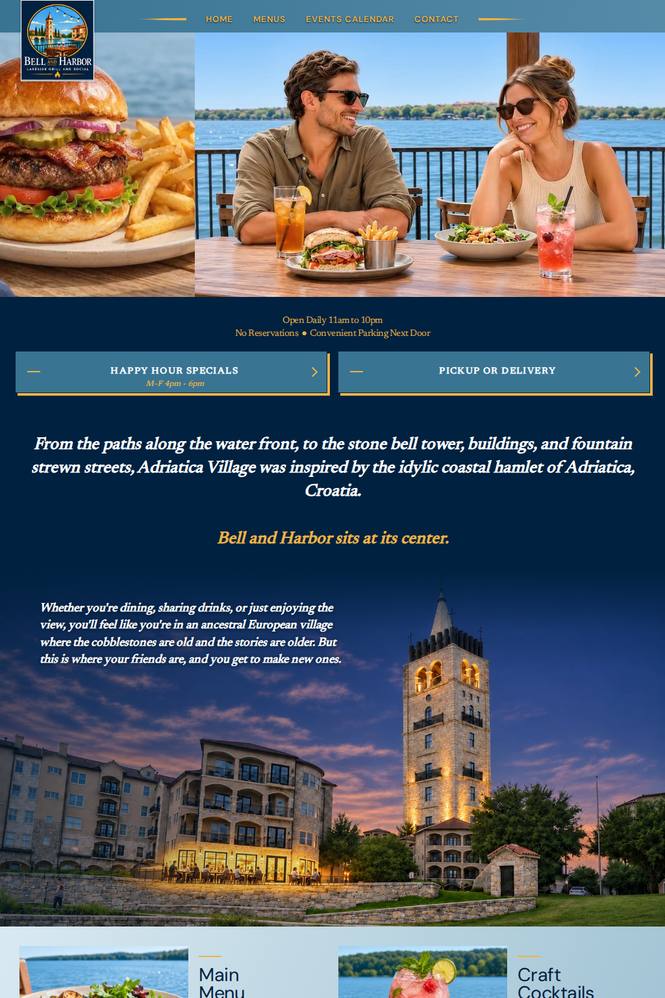 HOME MENUS EVENTS CALENDAR CONTACT
BELL AND HARBOR
LAKESIDE GRILL AND SOCIAL
Open Daily 11am to 10pm
No Reservations ● Convenient Parking Next Door
HAPPY HOUR SPECIALS
M-F 4pm - 6pm
PICKUP OR DELIVERY
From the paths along the water front, to the stone bell tower, buildings, and fountain
strewn streets, Adriatica Village was inspired by the idylic coastal hamlet of Adriatica,
Croatia.
Bell and Harbor sits at its center.
Whether you're dining, sharing drinks, or just enjoying the
view, you'll feel like you're in an ancestral European village
where the cobblestones are old and the stories are older. But
this is where your friends are, and you get to make new ones.
Main
Menu
Craft
Cocktails